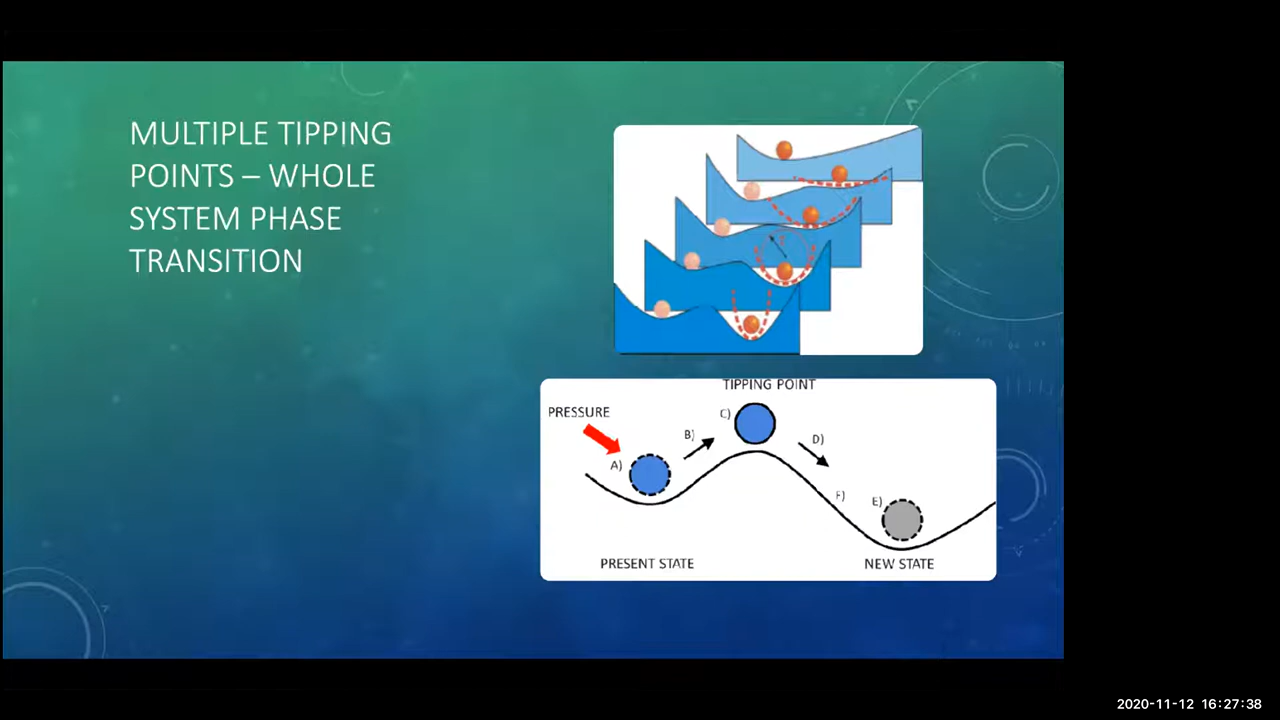 MULTIPLE TIPPING
POINTS – WHOLE
SYSTEM PHASE
TRANSITION
TIPPING POINT
PRESSURE
C)
B)
D)
A)
F)
E)
PRESENT STATE
NEW STATE
2020-11-12 16:27:38